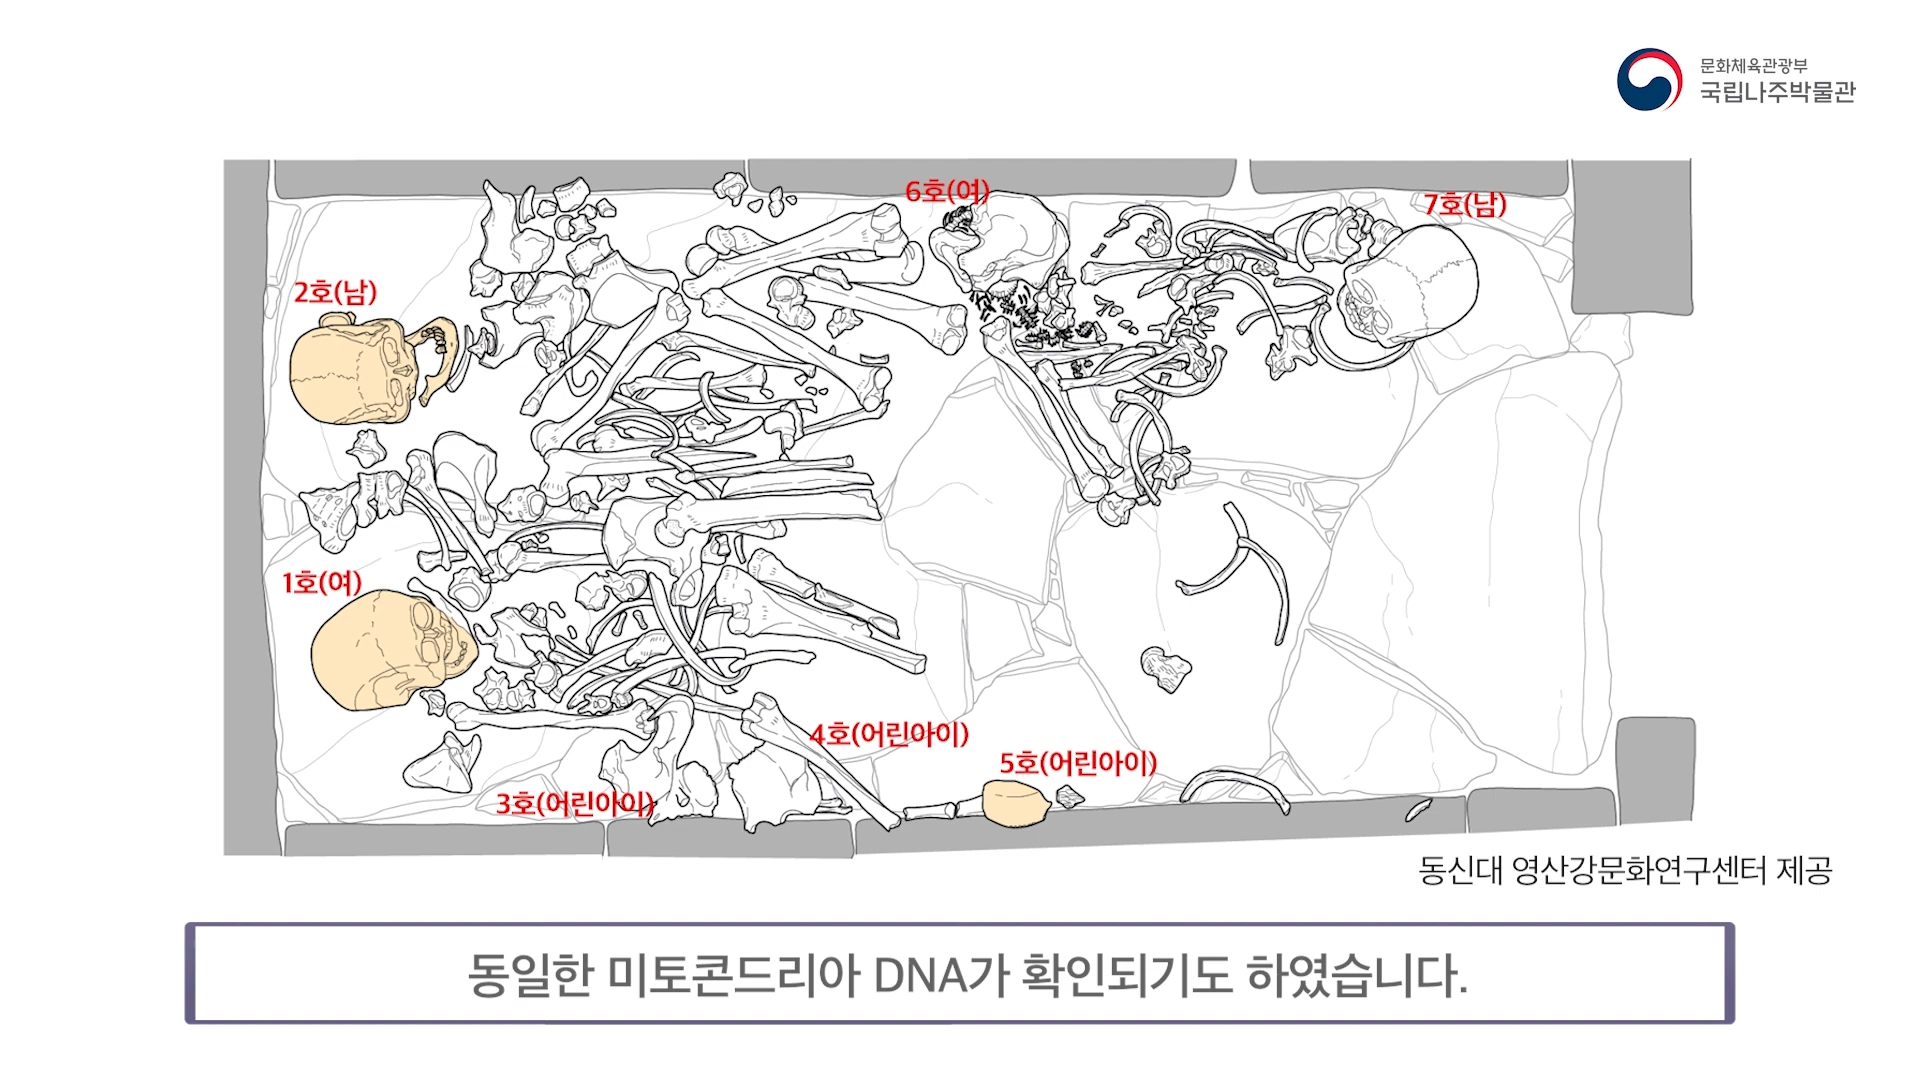 문화체육관광부
국립나주박물관
6호(여)
7호(남)
2호(남)
1호(여)
4호(어린아이)
5호(어린아이)
3호(어린아이)
동신대 영산강문화연구센터 제공
동일한 미토콘드리아 DNA가 확인되기도 하였습니다.